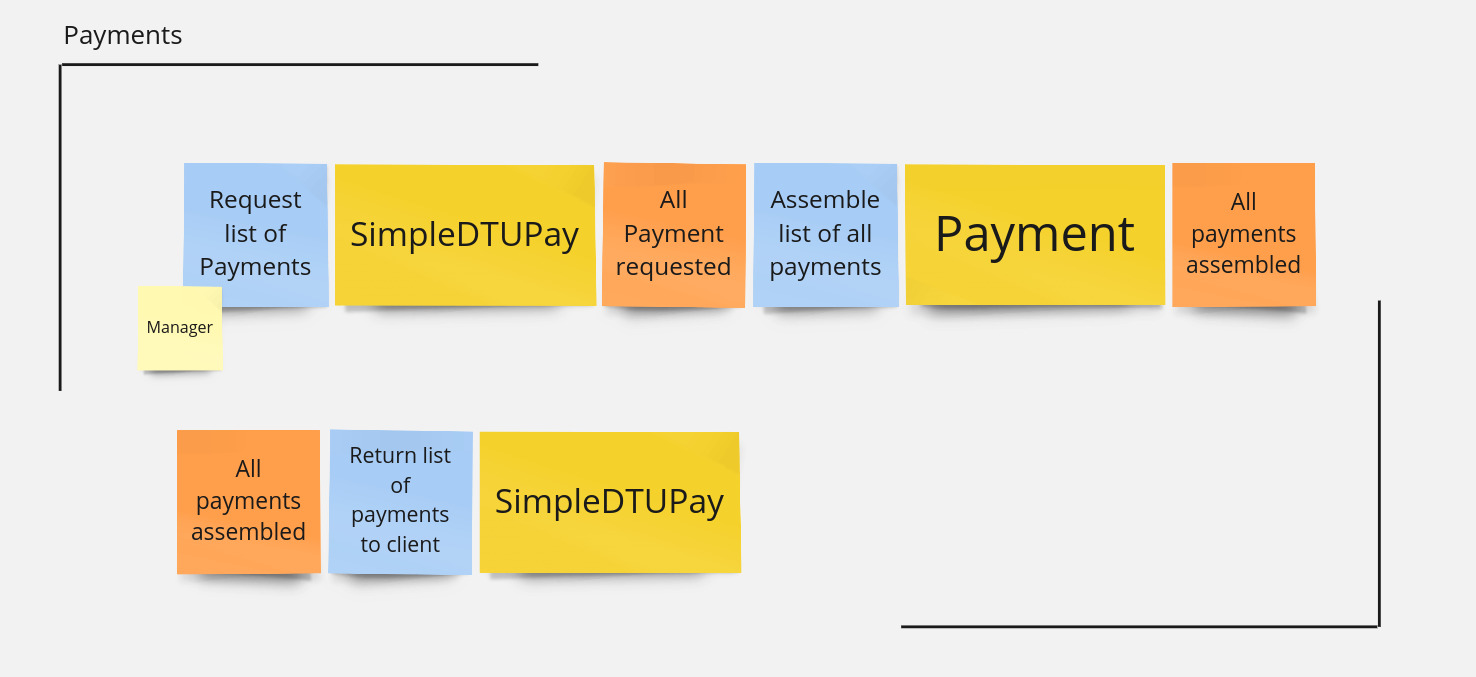 Payments
Request
list of
Payments
SimpleDTUPay
All
Payment
requested
Assemble
list of all
payments
Payment
All
payments
assembled
Manager
All
payments
assembled
Return list
of
payments
to client
SimpleDTUPay